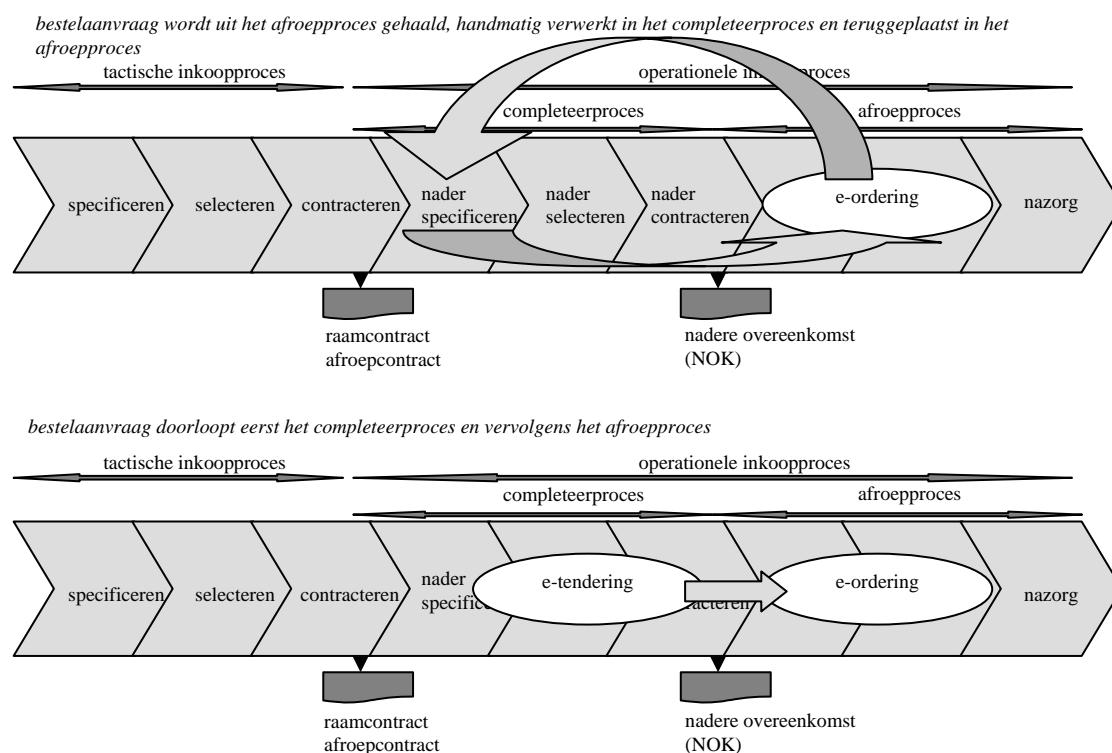 bestelaanvraag wordt uit het afroepproces gehaald, handmatig verwerkt in het completeerproces en teruggeplaatst in het
afroepproces
tactische inkoopproces
operationele inkoopproces
completeerproces
afroepproces
specificeren
selecteren
contracteren
nader
specificeren
nader
selecteren
nader
contracteren
e-ordering
nazorg
raamcontract
afroepcontract
nadere overeenkomst
(NOK)
bestelaanvraag doorloopt eerst het completeerproces en vervolgens het afroepproces
tactische inkoopproces
operationele inkoopproces
completeerproces
afroepproces
specificeren
selecteren
contracteren
nader
e-tendering
e-ordering
nazorg
raamcontract
afroepcontract
nadere overeenkomst
(NOK)